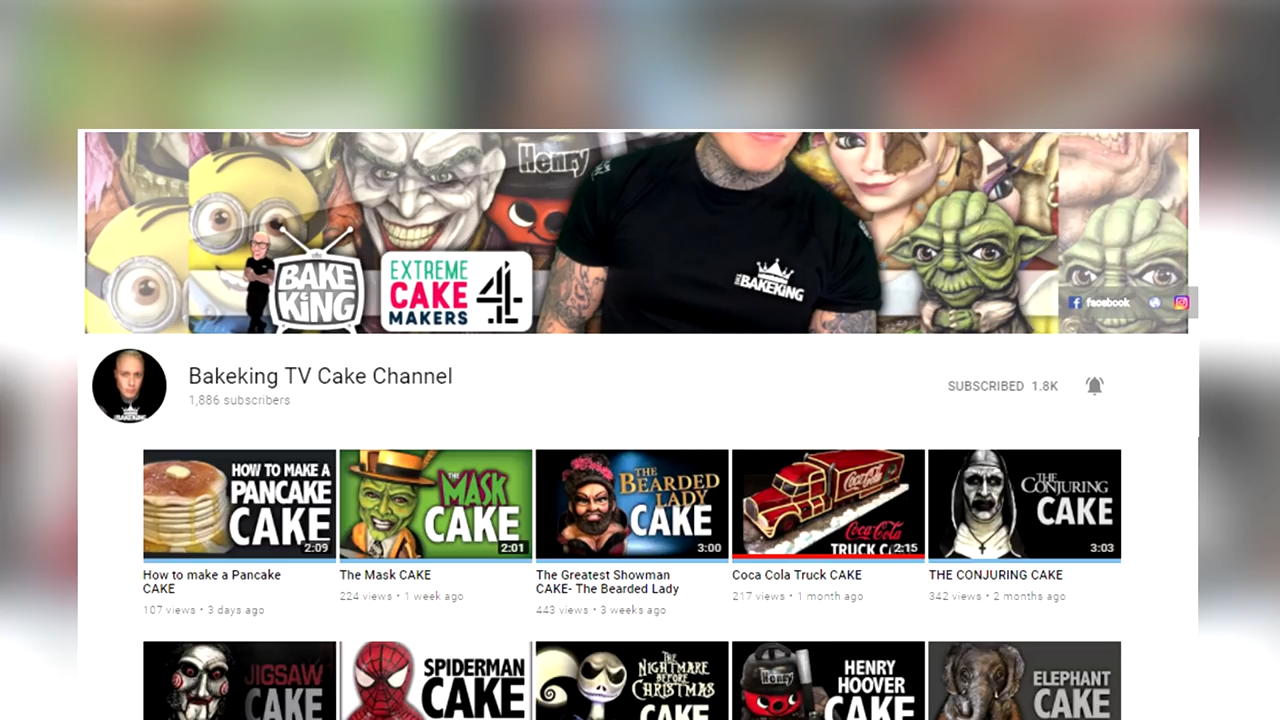 Henry
BAKE
KING
EXTREME
CAKE
MAKERS
4
THE
BAKEKING
facebook
BAKEKING
Bakeking TV Cake Channel
1,886 subscribers
SUBSCRIBED 1.8K
HOW TO MAKE A
PANCAKE
CAKE
2:09
THE
MASK
CAKE
2:01
THE
BEARDED
LADY
CAKE
3:00
Coca-Cola
Coca-Cola
TRUCK
2:15
THE
CONJURING
CAKE
3:03
How to make a Pancake
CAKE
107 views • 3 days ago
The Mask CAKE
224 views • 1 week ago
The Greatest Showman
CAKE- The Bearded Lady
443 views • 3 weeks ago
Coca Cola Truck CAKE
217 views • 1 month ago
THE CONJURING CAKE
342 views • 2 months ago
JIGSAW
CAKE
SPIDERMAN
CAKE
THE
NIGHTMARE
BEFORE
CHRISTMAS
CAKE
Henry
HENRY
HOOVER
CAKE
ELEPHANT
CAKE